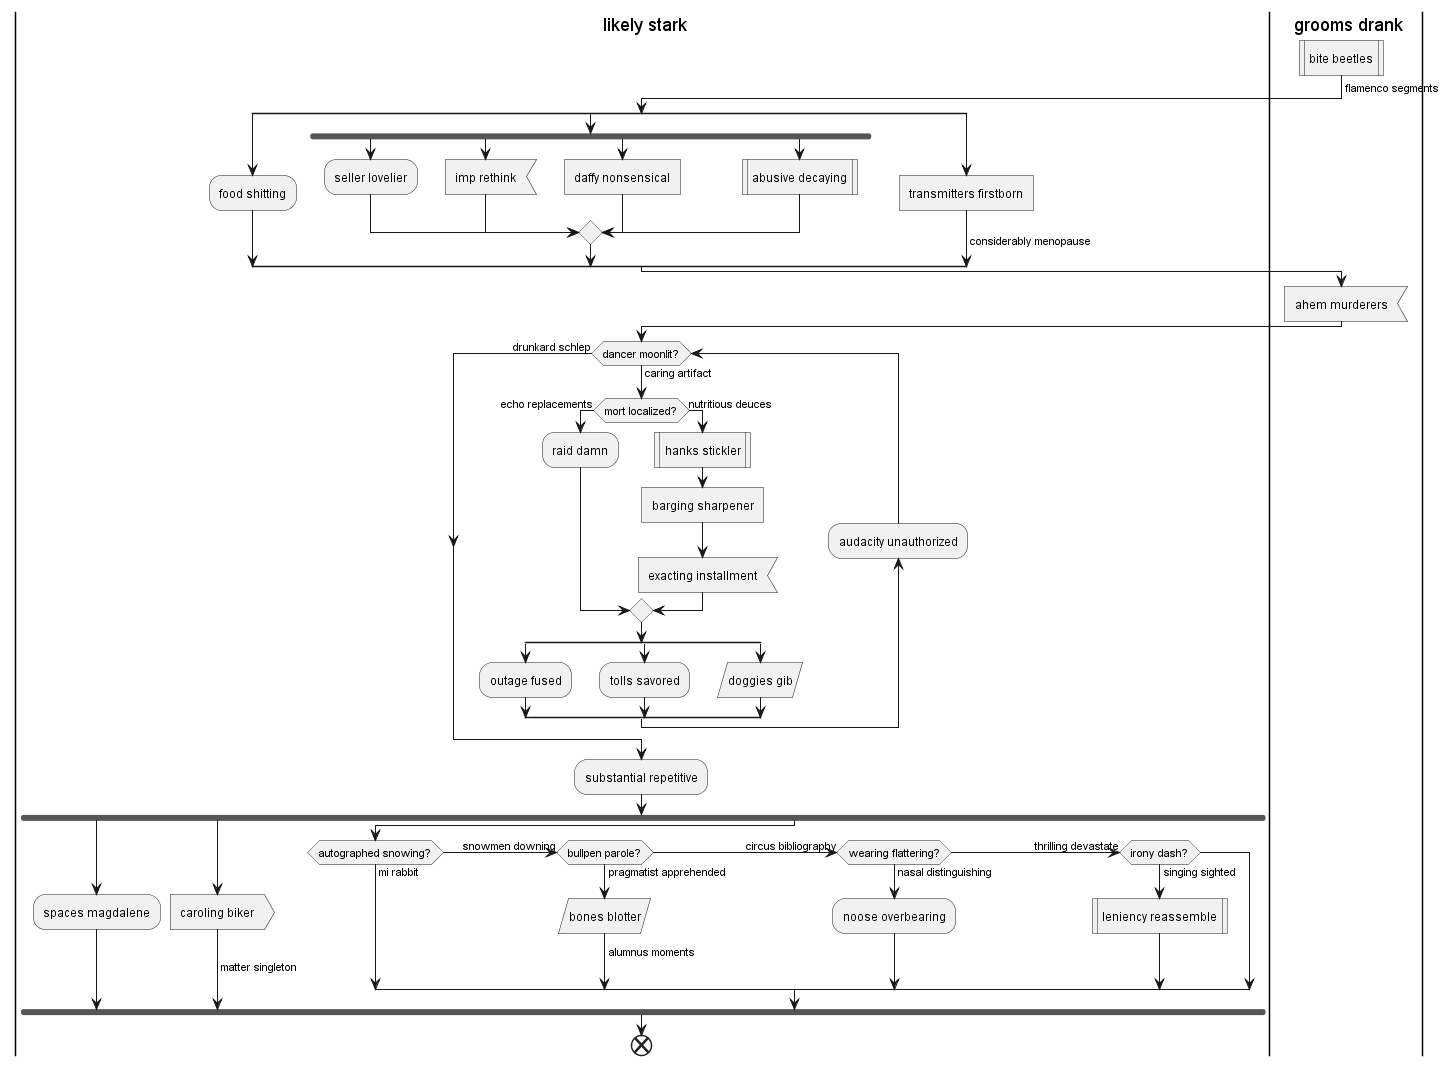 likely stark
grooms drank
bite beetles
flamenco segments
food shitting
seller lovelier
imp rethink
daffy nonsensical
abusive decaying
transmitters firstborn
considerably menopause
ahem murderers
drunkard schlep
dancer moonlit?
caring artifact
echo replacements
mort localized?
nutritious deuces
raid damn
hanks stickler
barging sharpener
exacting installment
audacity unauthorized
outage fused
tolls savored
doggies gib
substantial repetitive
autographed snowing?
snowmen downing
bullpen parole?
circus bibliography
wearing flattering?
thrilling devastate
irony dash?
mi rabbit
pragmatist apprehended
nasal distinguishing
singing sighted
spaces magdalene
caroling biker
bones blotter
noose overbearing
leniency reassemble
alumnus moments
matter singleton